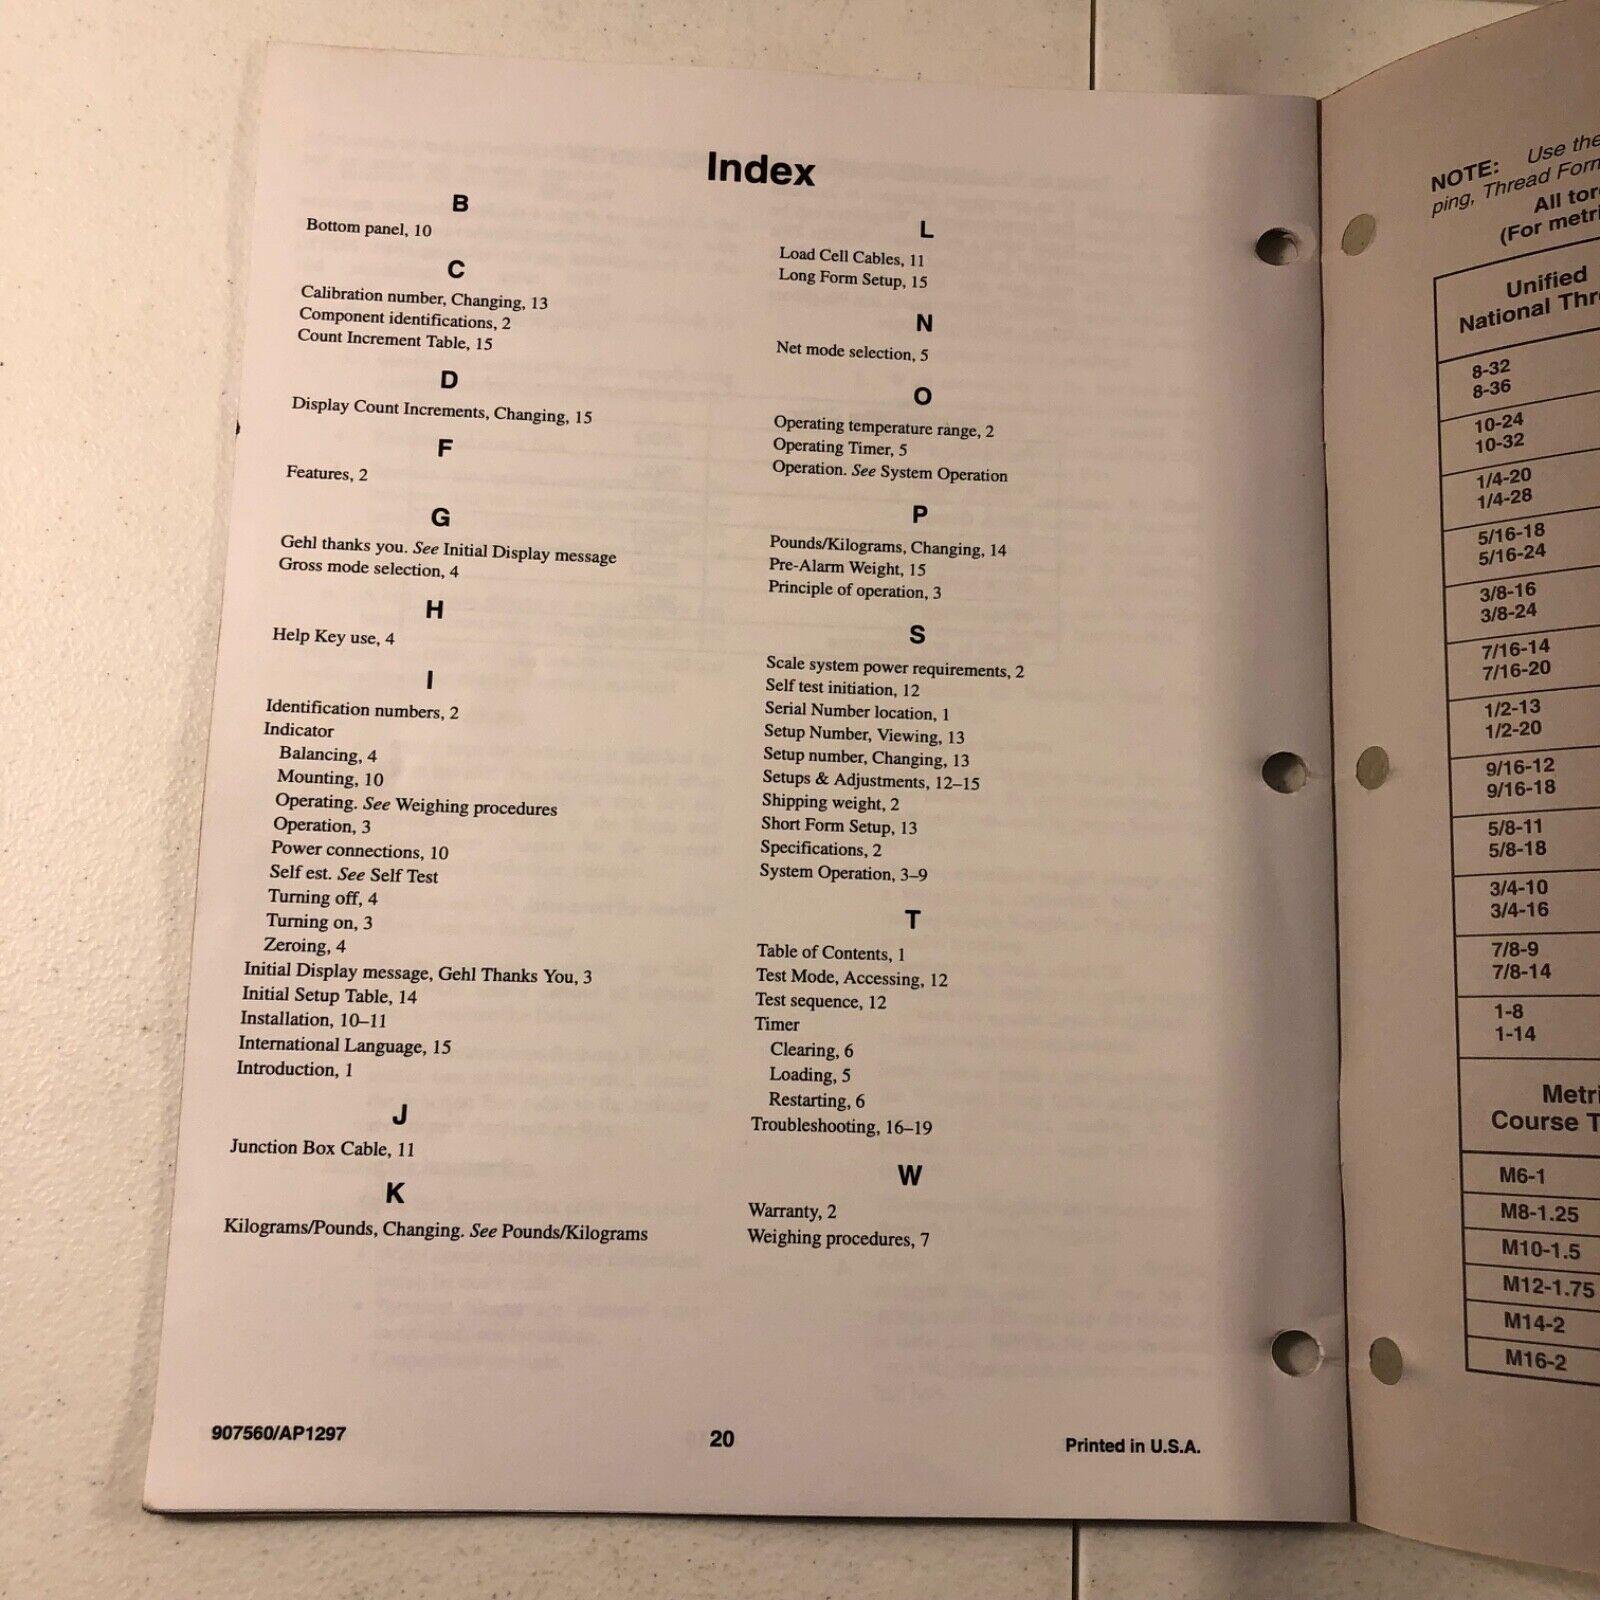 Index
B
Bottom panel, 10
C
Calibration number, Changing, 13
Component identifications, 2
Count Increment Table, 15
D
Display Count Increments, Changing, 15
F
Features, 2
G
Gehl thanks you. See Initial Display message
Gross mode selection, 4
H
Help Key use, 4
I
Identification numbers, 2
Indicator
Balancing, 4
Mounting, 10
Operating. See Weighing procedures
Operation, 3
Power connections, 10
Self est. See Self Test
Turning off, 4
Turning on, 3
Zeroing, 4
Initial Display message, Gehl Thanks You, 3
Initial Setup Table, 14
Installation, 10–11
International Language, 15
Introduction, 1
J
Junction Box Cable, 11
K
Kilograms/Pounds, Changing. See Pounds/Kilograms
L
Load Cell Cables, 11
Long Form Setup, 15
N
Net mode selection, 5
O
Operating temperature range, 2
Operating Timer, 5
Operation. See System Operation
P
Pounds/Kilograms, Changing, 14
Pre-Alarm Weight, 15
Principle of operation, 3
S
Scale system power requirements, 2
Self test initiation, 12
Serial Number location, 1
Setup Number, Viewing, 13
Setup number, Changing, 13
Setups & Adjustments, 12–15
Shipping weight, 2
Short Form Setup, 13
Specifications, 2
System Operation, 3–9
T
Table of Contents, 1
Test Mode, Accessing, 12
Test sequence, 12
Timer
Clearing, 6
Loading, 5
Restarting, 6
Troubleshooting, 16–19
W
Warranty, 2
Weighing procedures, 7
907560/AP1297
20
Printed in U.S.A.
NOTE: Use the
ping, Thread Form
All tor
(For metri
Unified
National Thr
8-32
8-36
10-24
10-32
1/4-20
1/4-28
5/16-18
5/16-24
3/8-16
3/8-24
7/16-14
7/16-20
1/2-13
1/2-20
9/16-12
9/16-18
5/8-11
5/8-18
3/4-10
3/4-16
7/8-9
7/8-14
1-8
1-14
Metri
Course T
M6-1
M8-1.25
M10-1.5
M12-1.75
M14-2
M16-2